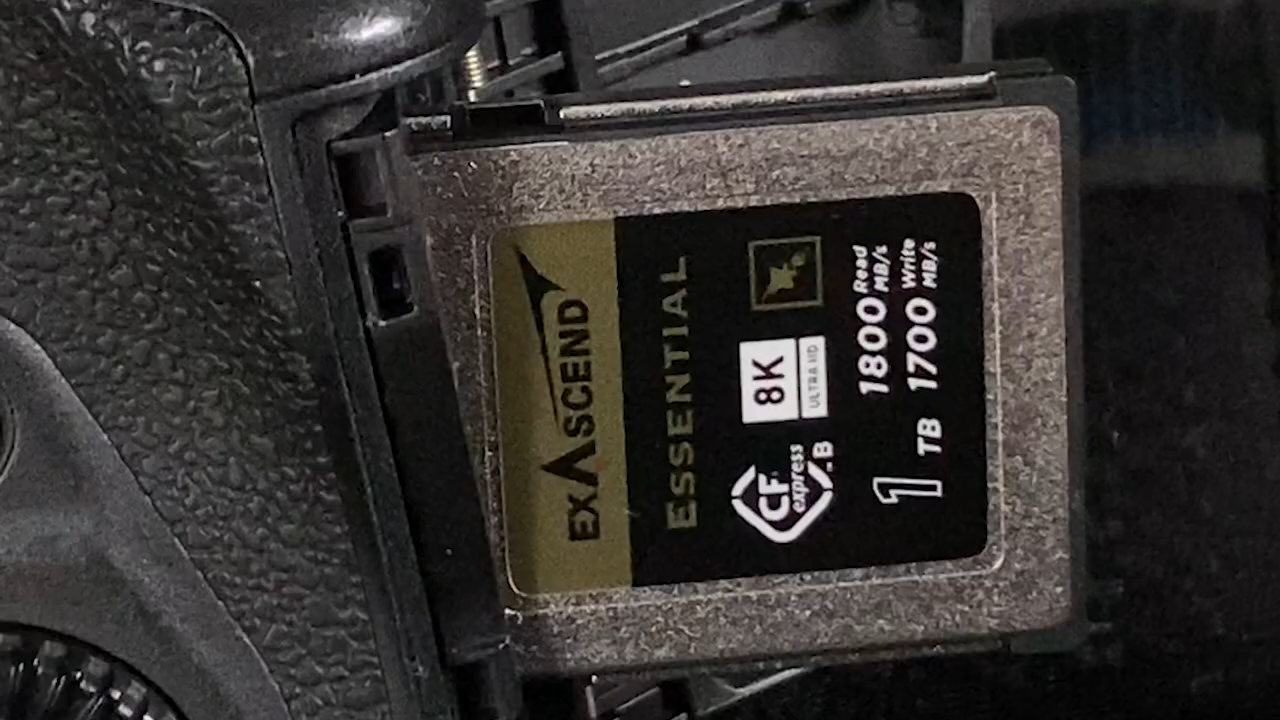 EXASCEND
ESSENTIAL
CF express B
8K
ULTRA HD
1 TB
1800 Read MB/s
1700 Write MB/s